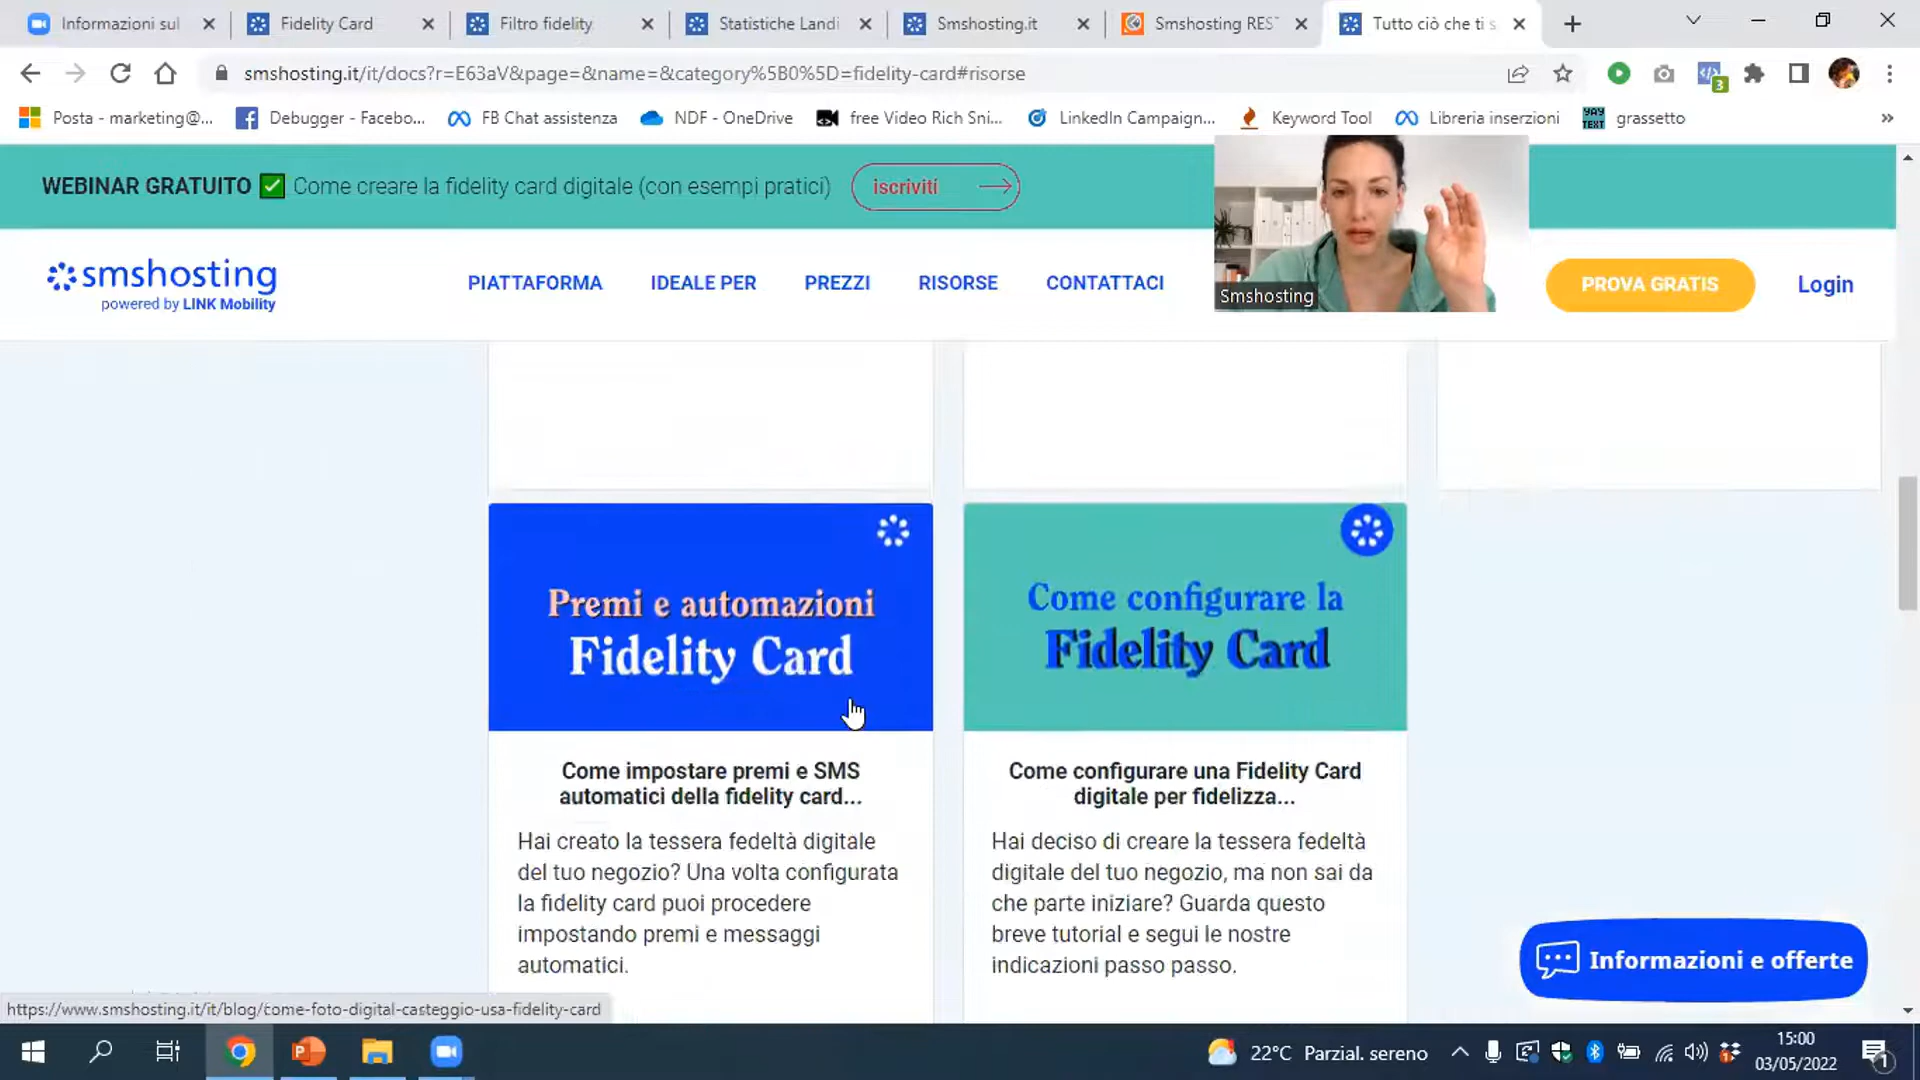 Informazioni sul
Fidelity Card
Filtro fidelity
Statistiche Landi
Smshosting.it
Smshosting RES
Tutto ciò che ti s
smshosting.it/it/docs?r=E63aV&page=&name=&category%5B0%5D=fidelity-card#risorse
3
Posta - marketing@...
Debugger - Facebo...
FB Chat assistenza
NDF - OneDrive
free Video Rich Sni...
LinkedIn Campaign...
Keyword Tool
Libreria inserzioni
YAY TEXT
grassetto
WEBINAR GRATUITO ✅ Come creare la fidelity card digitale (con esempi pratici)
iscriviti
smshosting
powered by LINK Mobility
PIATTAFORMA
IDEALE PER
PREZZI
RISORSE
CONTATTACI
Smshosting
PROVA GRATIS
Login
Premi e automazioni
Fidelity Card
Come impostare premi e SMS
automatici della fidelity card...
Hai creato la tessera fedeltà digitale
del tuo negozio? Una volta configurata
la fidelity card puoi procedere
impostando premi e messaggi
automatici.
Come configurare la
Fidelity Card
Come configurare una Fidelity Card
digitale per fidelizza...
Hai deciso di creare la tessera fedeltà
digitale del tuo negozio, ma non sai da
che parte iniziare? Guarda questo
breve tutorial e segui le nostre
indicazioni passo passo.
Informazioni e offerte
https://www.smshosting.it/it/blog/come-foto-digital-casteggio-usa-fidelity-card
22°C Parzial. sereno
15:00
03/05/2022
1